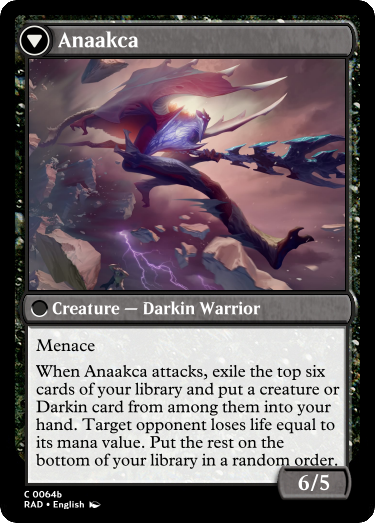 Anaakca
Creature — Darkin Warrior
Menace
When Anaakca attacks, exile the top six
cards of your library and put a creature or
Darkin card from among them into your
hand. Target opponent loses life equal to
its mana value. Put the rest on the
bottom of your library in a random order.
6/5
C 0064b
RAD • English